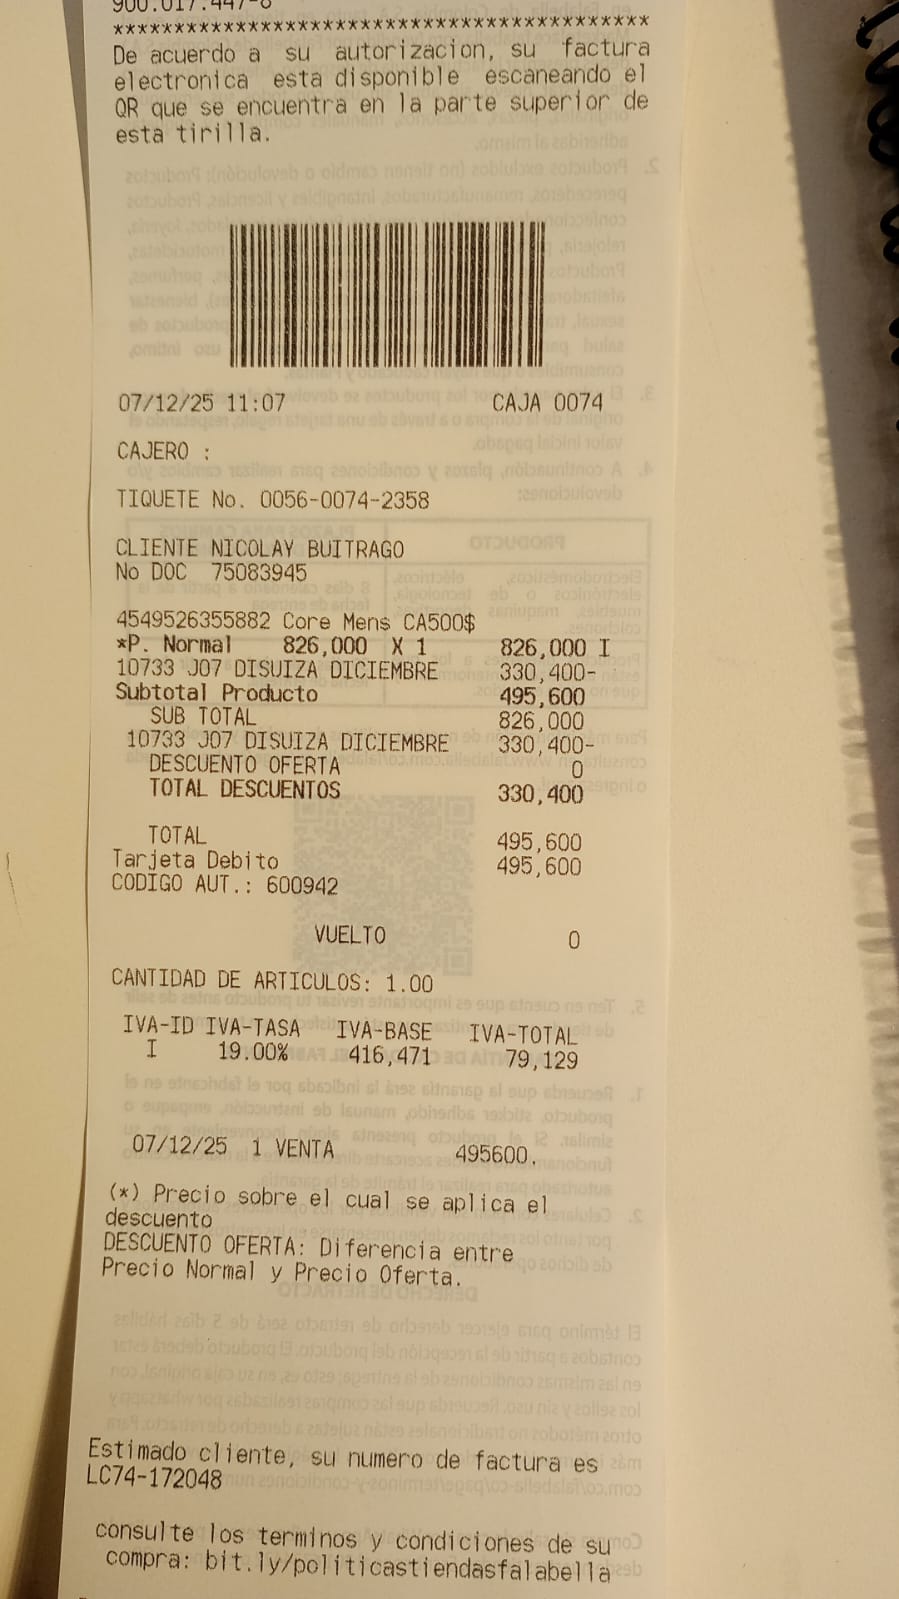 900.017.447-8
*******************************************
De acuerdo a su autorizacion, su factura
electronica esta disponible escaneando el
QR que se encuentra en la parte superior de
esta tirilla.
07/12/25 11:07 CAJA 0074
CAJERO :
TIQUETE No. 0056-0074-2358
CLIENTE NICOLAY BUITRAGO
No DOC 75083945
4549526355882 Core Mens CA500$
*P. Normal 826,000 X 1 826,000 I
10733 J07 DISUIZA DICIEMBRE 330,400-
Subtotal Producto 495,600
SUB TOTAL 826,000
10733 J07 DISUIZA DICIEMBRE 330,400-
DESCUENTO OFERTA 0
TOTAL DESCUENTOS 330,400
TOTAL 495,600
Tarjeta Debito 495,600
CODIGO AUT.: 600942
VUELTO 0
CANTIDAD DE ARTICULOS: 1.00
IVA-ID IVA-TASA IVA-BASE IVA-TOTAL
I 19.00% 416,471 79,129
07/12/25 1 VENTA 495600.
(*) Precio sobre el cual se aplica el
descuento
DESCUENTO OFERTA: Diferencia entre
Precio Normal y Precio Oferta.
Estimado cliente, su numero de factura es
LC74-172048
consulte los terminos y condiciones de su
compra: bit.ly/politicastiendasfalabella